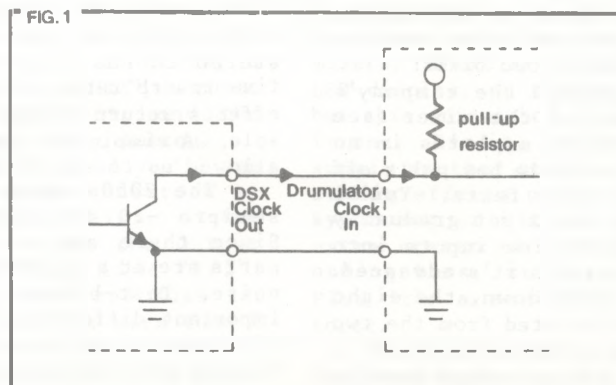 FIG. 1
pull-up
resistor
DSX
Clock
Out
Drumulator
Clock
In